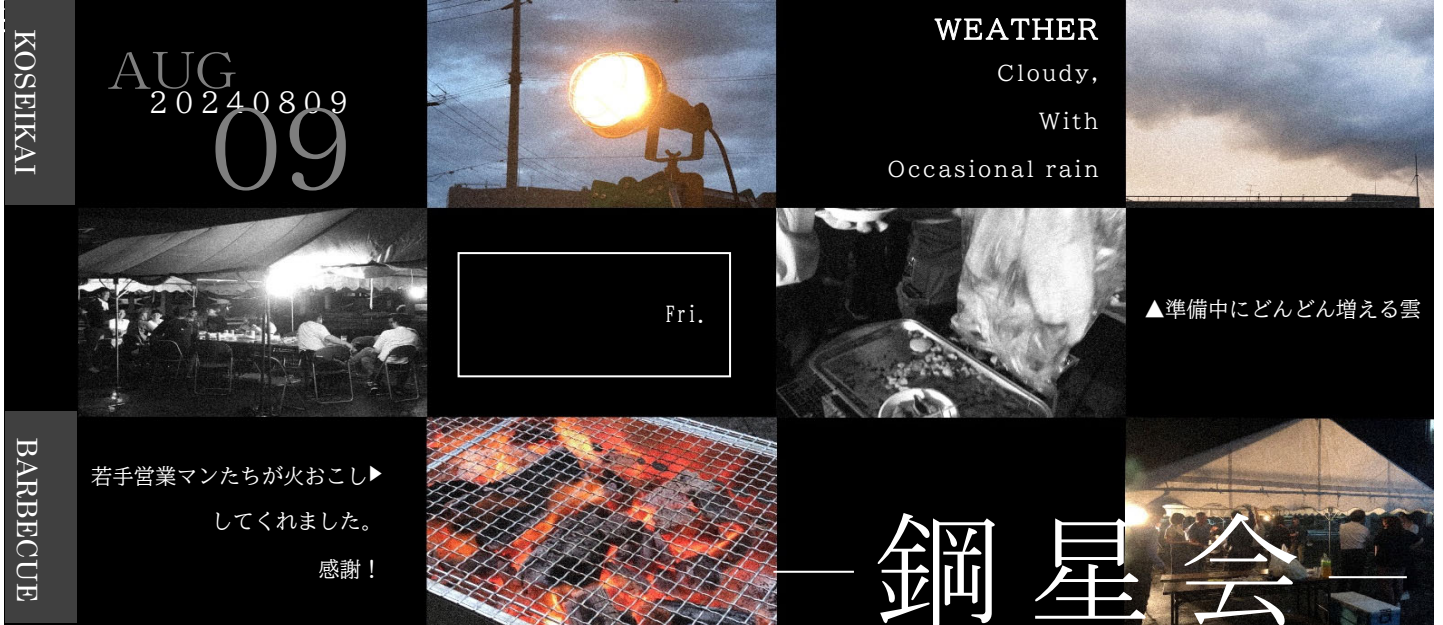 KOSEIKAI
AUG
20240809
09
WEATHER
Cloudy,
With
Occasional rain
Fri.
▲準備中にどんどん増える雲
BARBECUE
若手営業マンたちが火おこし▶
してくれました。
感謝！
鋼星会